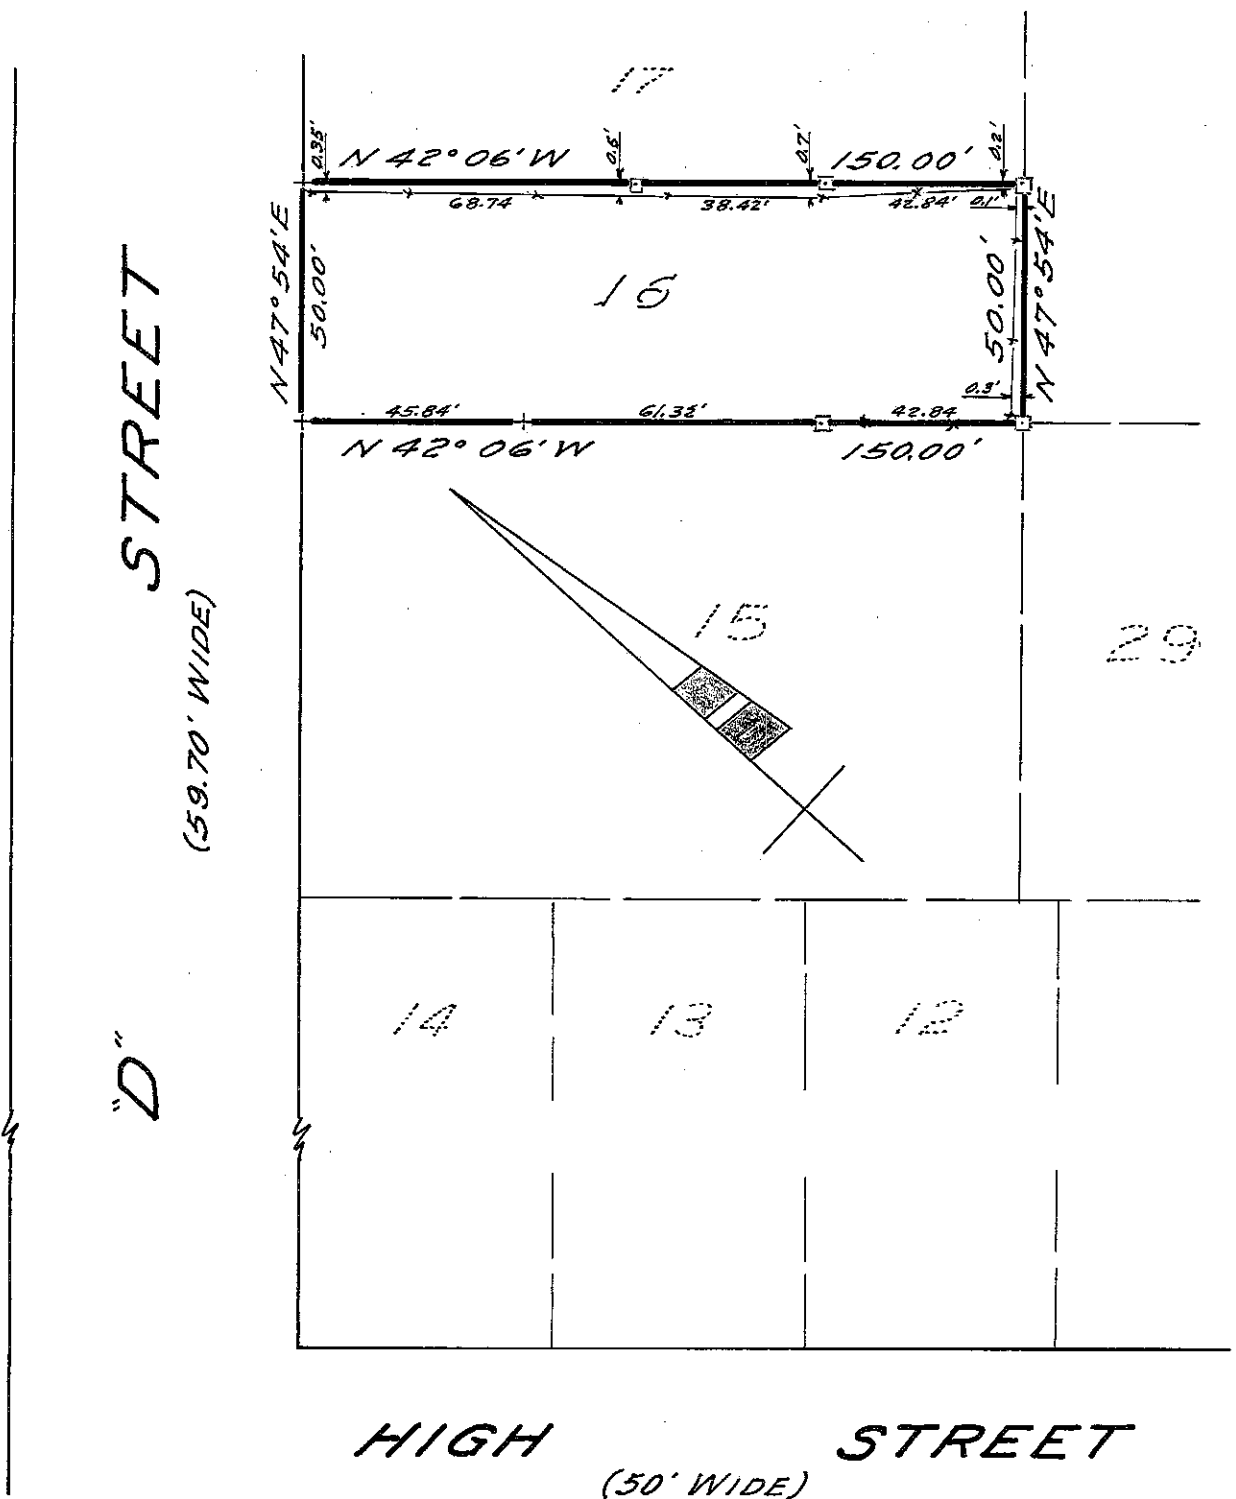 17
0.35'
N 42° 06' W
0.6'
0.7'
150.00'
0.2'
68.74
38.42'
42.84'
0.1'
N 47° 54' E
50.00'
16
50.00'
N 47° 54' E
0.3'
45.84'
61.32'
42.84
N 42° 06' W
150.00'
"D" STREET
(59.70' WIDE)
15
29
14
13
12
HIGH STREET
(50' WIDE)